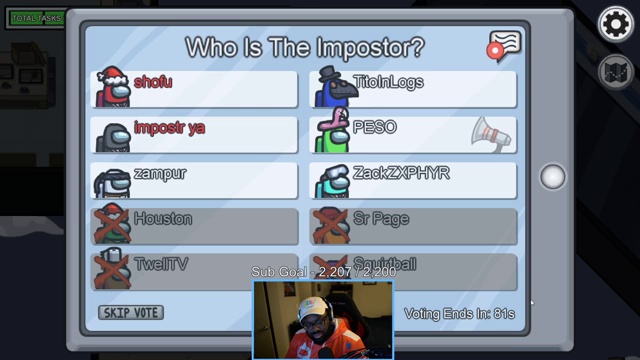 TOTAL TASKS
Who Is The Impostor?
shofu
TitoInLogs
impostr ya
PESO
zampur
ZackZXPHYR
Houston
Sr Page
TwellTV
Squirtball
Sub Goal - 2,207 / 2,200
SKIP VOTE
Voting Ends In: 81s